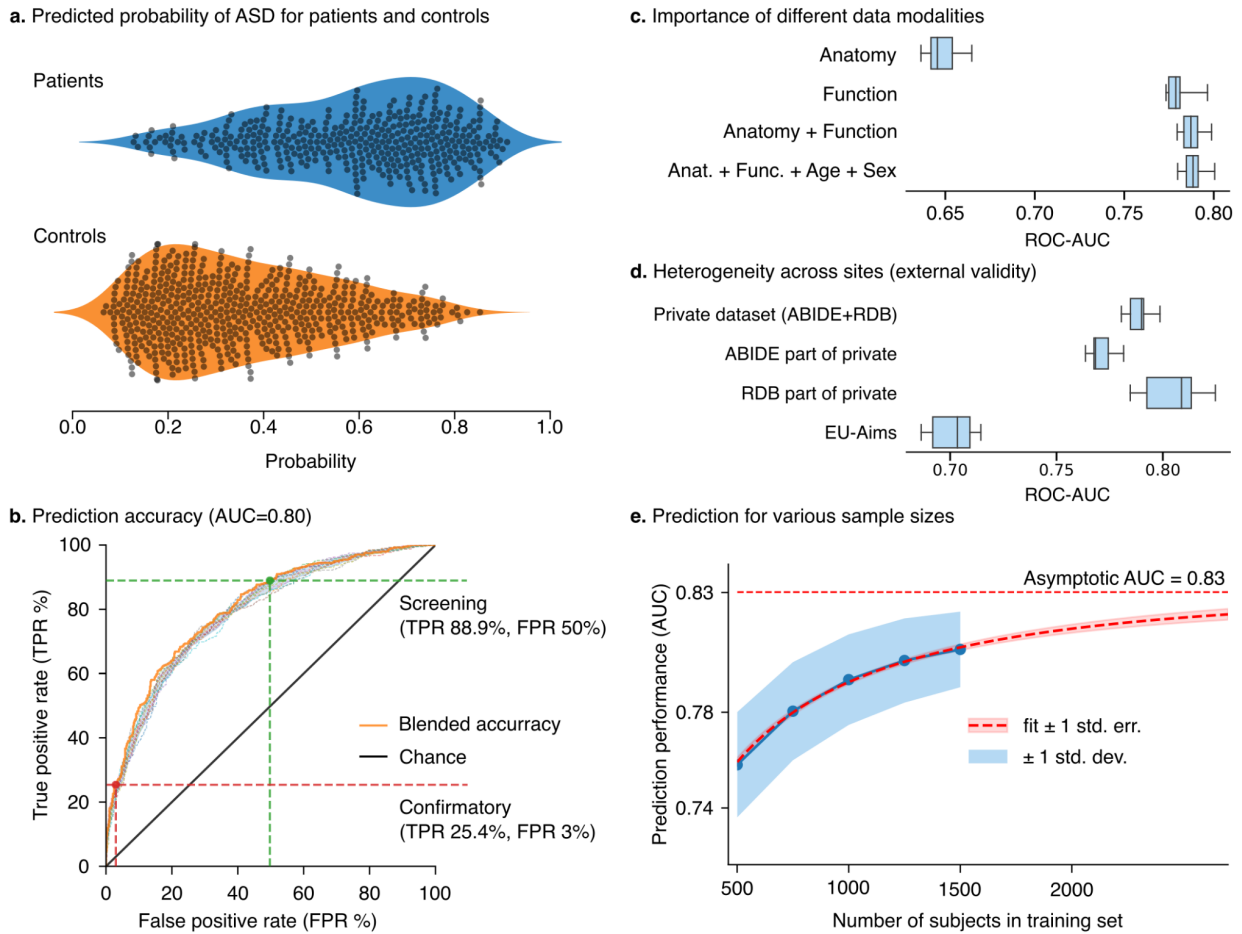 a. Predicted probability of ASD for patients and controls
Patients
Controls
0.0 0.2 0.4 0.6 0.8 1.0
Probability
b. Prediction accuracy (AUC=0.80)
True positive rate (TPR %)
100
80
60
40
20
0
Screening
(TPR 88.9%, FPR 50%)
Blended accurracy
Chance
Confirmatory
(TPR 25.4%, FPR 3%)
0 20 40 60 80 100
False positive rate (FPR %)
c. Importance of different data modalities
Anatomy
Function
Anatomy + Function
Anat. + Func. + Age + Sex
0.65 0.70 0.75 0.80
ROC-AUC
d. Heterogeneity across sites (external validity)
Private dataset (ABIDE+RDB)
ABIDE part of private
RDB part of private
EU-Aims
0.70 0.75 0.80
ROC-AUC
e. Prediction for various sample sizes
Prediction performance (AUC)
Asymptotic AUC = 0.83
0.83
0.78
0.74
fit ± 1 std. err.
± 1 std. dev.
500 1000 1500 2000
Number of subjects in training set